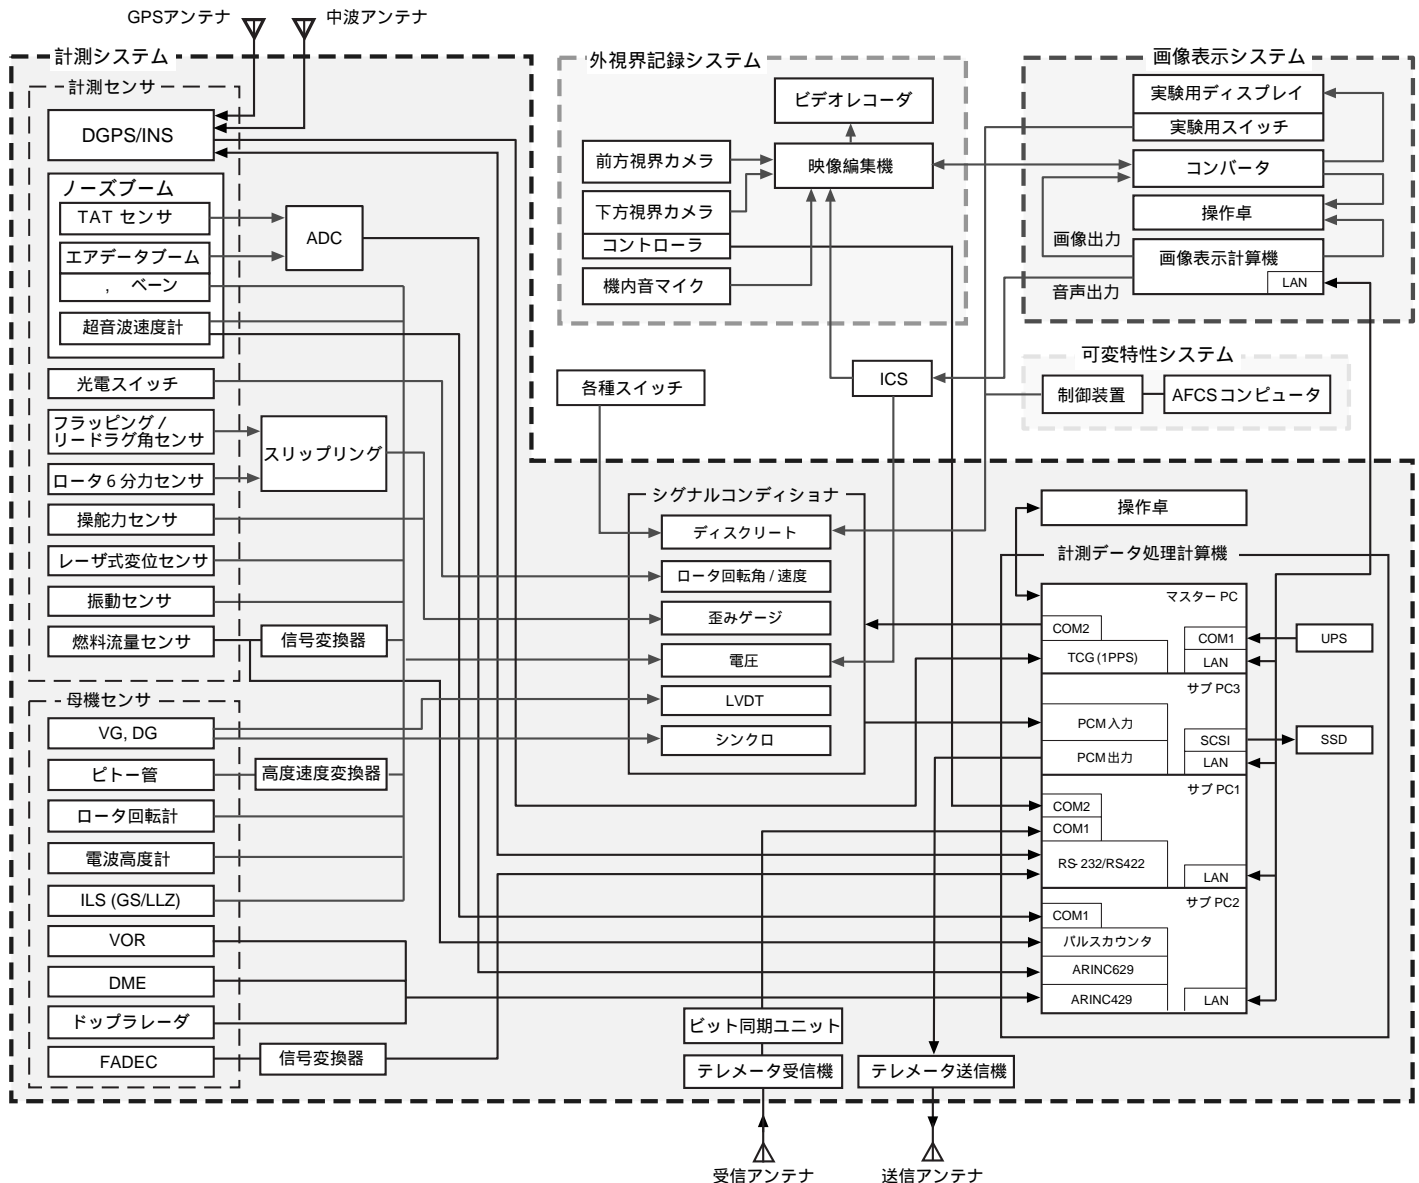 GPSアンテナ
中波アンテナ
計測システム
計測センサ
DGPS/INS
ノーズブーム
TAT センサ
エアデータブーム
, ベーン
超音波速度計
ADC
光電スイッチ
フラッピング /
リードラグ角センサ
ロータ6分力センサ
スリップリング
操舵力センサ
レーザ式変位センサ
振動センサ
燃料流量センサ
信号変換器
母機センサ
VG, DG
ピトー管
高度速度変換器
ロータ回転計
電波高度計
ILS (GS/LLZ)
VOR
DME
ドップラレーダ
FADEC
信号変換器
外視界記録システム
ビデオレコーダ
前方視界カメラ
映像編集機
下方視界カメラ
コントローラ
機内音マイク
画像表示システム
実験用ディスプレイ
実験用スイッチ
コンバータ
操作卓
画像出力
画像表示計算機
LAN
音声出力
各種スイッチ
ICS
可変特性システム
制御装置
AFCSコンピュータ
シグナルコンディショナ
ディスクリート
ロータ回転角 / 速度
歪みゲージ
電圧
LVDT
シンクロ
操作卓
計測データ処理計算機
マスター PC
COM2
COM1
UPS
TCG (1PPS)
LAN
サブ PC3
PCM入力
SCSI
SSD
PCM出力
LAN
サブ PC1
COM2
COM1
RS-232/RS422
LAN
サブ PC2
COM1
パルスカウンタ
ARINC629
ARINC429
LAN
ビット同期ユニット
テレメータ受信機
テレメータ送信機
受信アンテナ
送信アンテナ